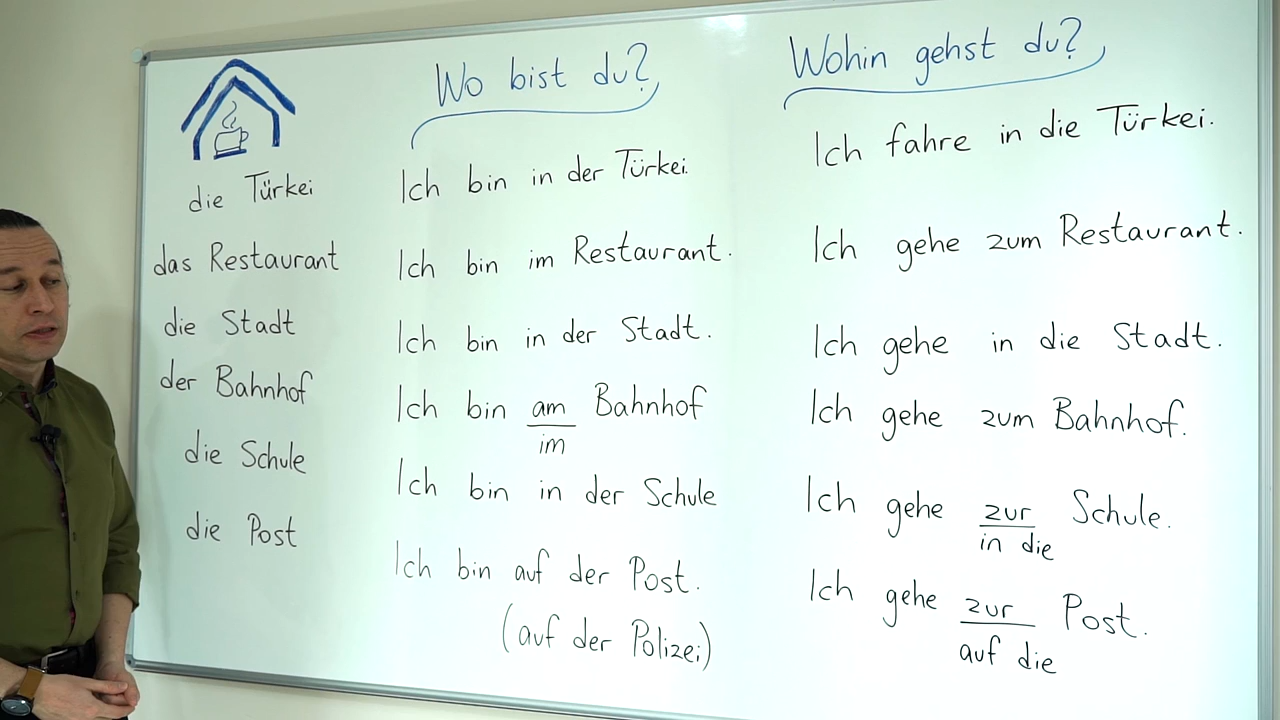 Wo bist du?
Wohin gehst du?
die Türkei
Ich bin in der Türkei.
Ich fahre in die Türkei.
das Restaurant
Ich bin im Restaurant.
Ich gehe zum Restaurant.
die Stadt
Ich bin in der Stadt.
Ich gehe in die Stadt.
der Bahnhof
Ich bin am Bahnhof
im
Ich gehe zum Bahnhof.
die Schule
Ich bin in der Schule
Ich gehe zur Schule.
in die
die Post
Ich bin auf der Post.
(auf der Polizei)
Ich gehe zur Post.
auf die